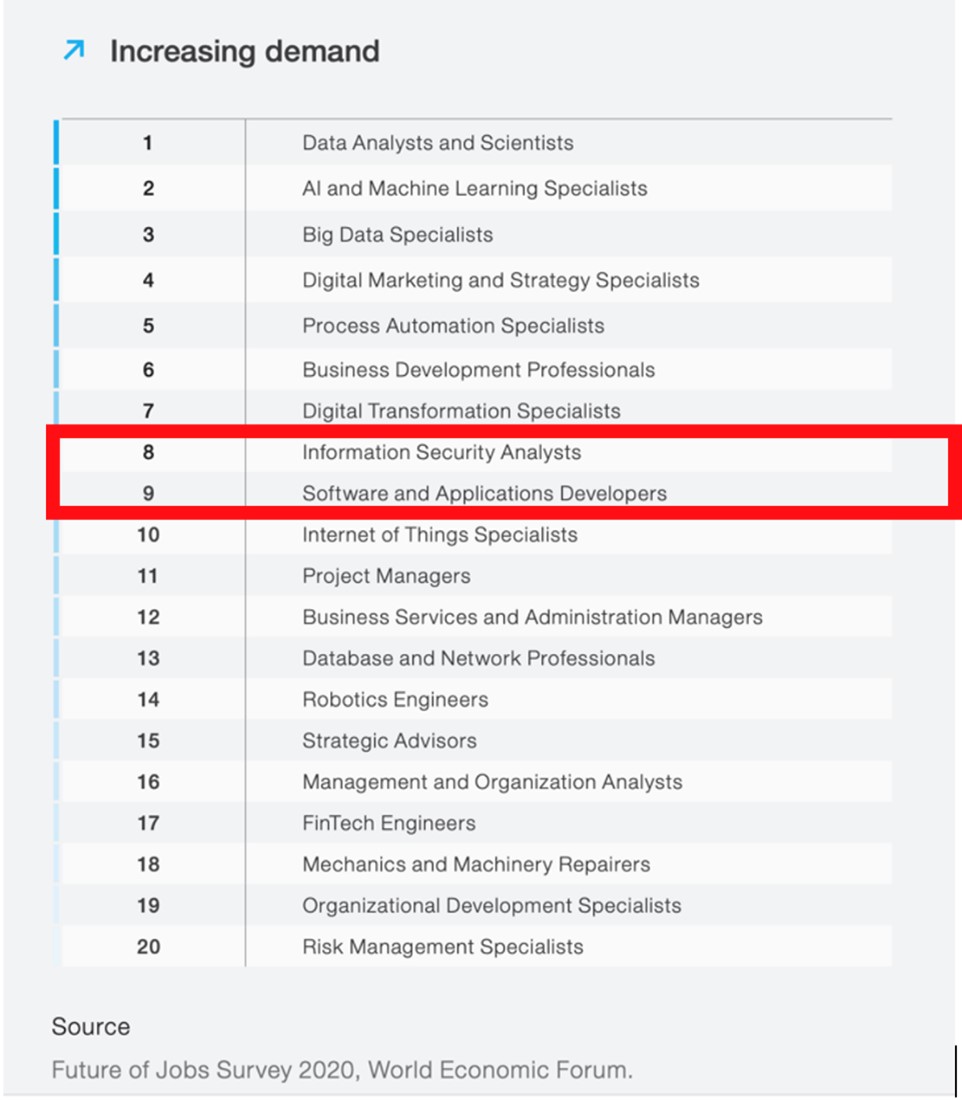 Increasing demand
1 Data Analysts and Scientists
2 AI and Machine Learning Specialists
3 Big Data Specialists
4 Digital Marketing and Strategy Specialists
5 Process Automation Specialists
6 Business Development Professionals
7 Digital Transformation Specialists
8 Information Security Analysts
9 Software and Applications Developers
10 Internet of Things Specialists
11 Project Managers
12 Business Services and Administration Managers
13 Database and Network Professionals
14 Robotics Engineers
15 Strategic Advisors
16 Management and Organization Analysts
17 FinTech Engineers
18 Mechanics and Machinery Repairers
19 Organizational Development Specialists
20 Risk Management Specialists
Source
Future of Jobs Survey 2020, World Economic Forum.